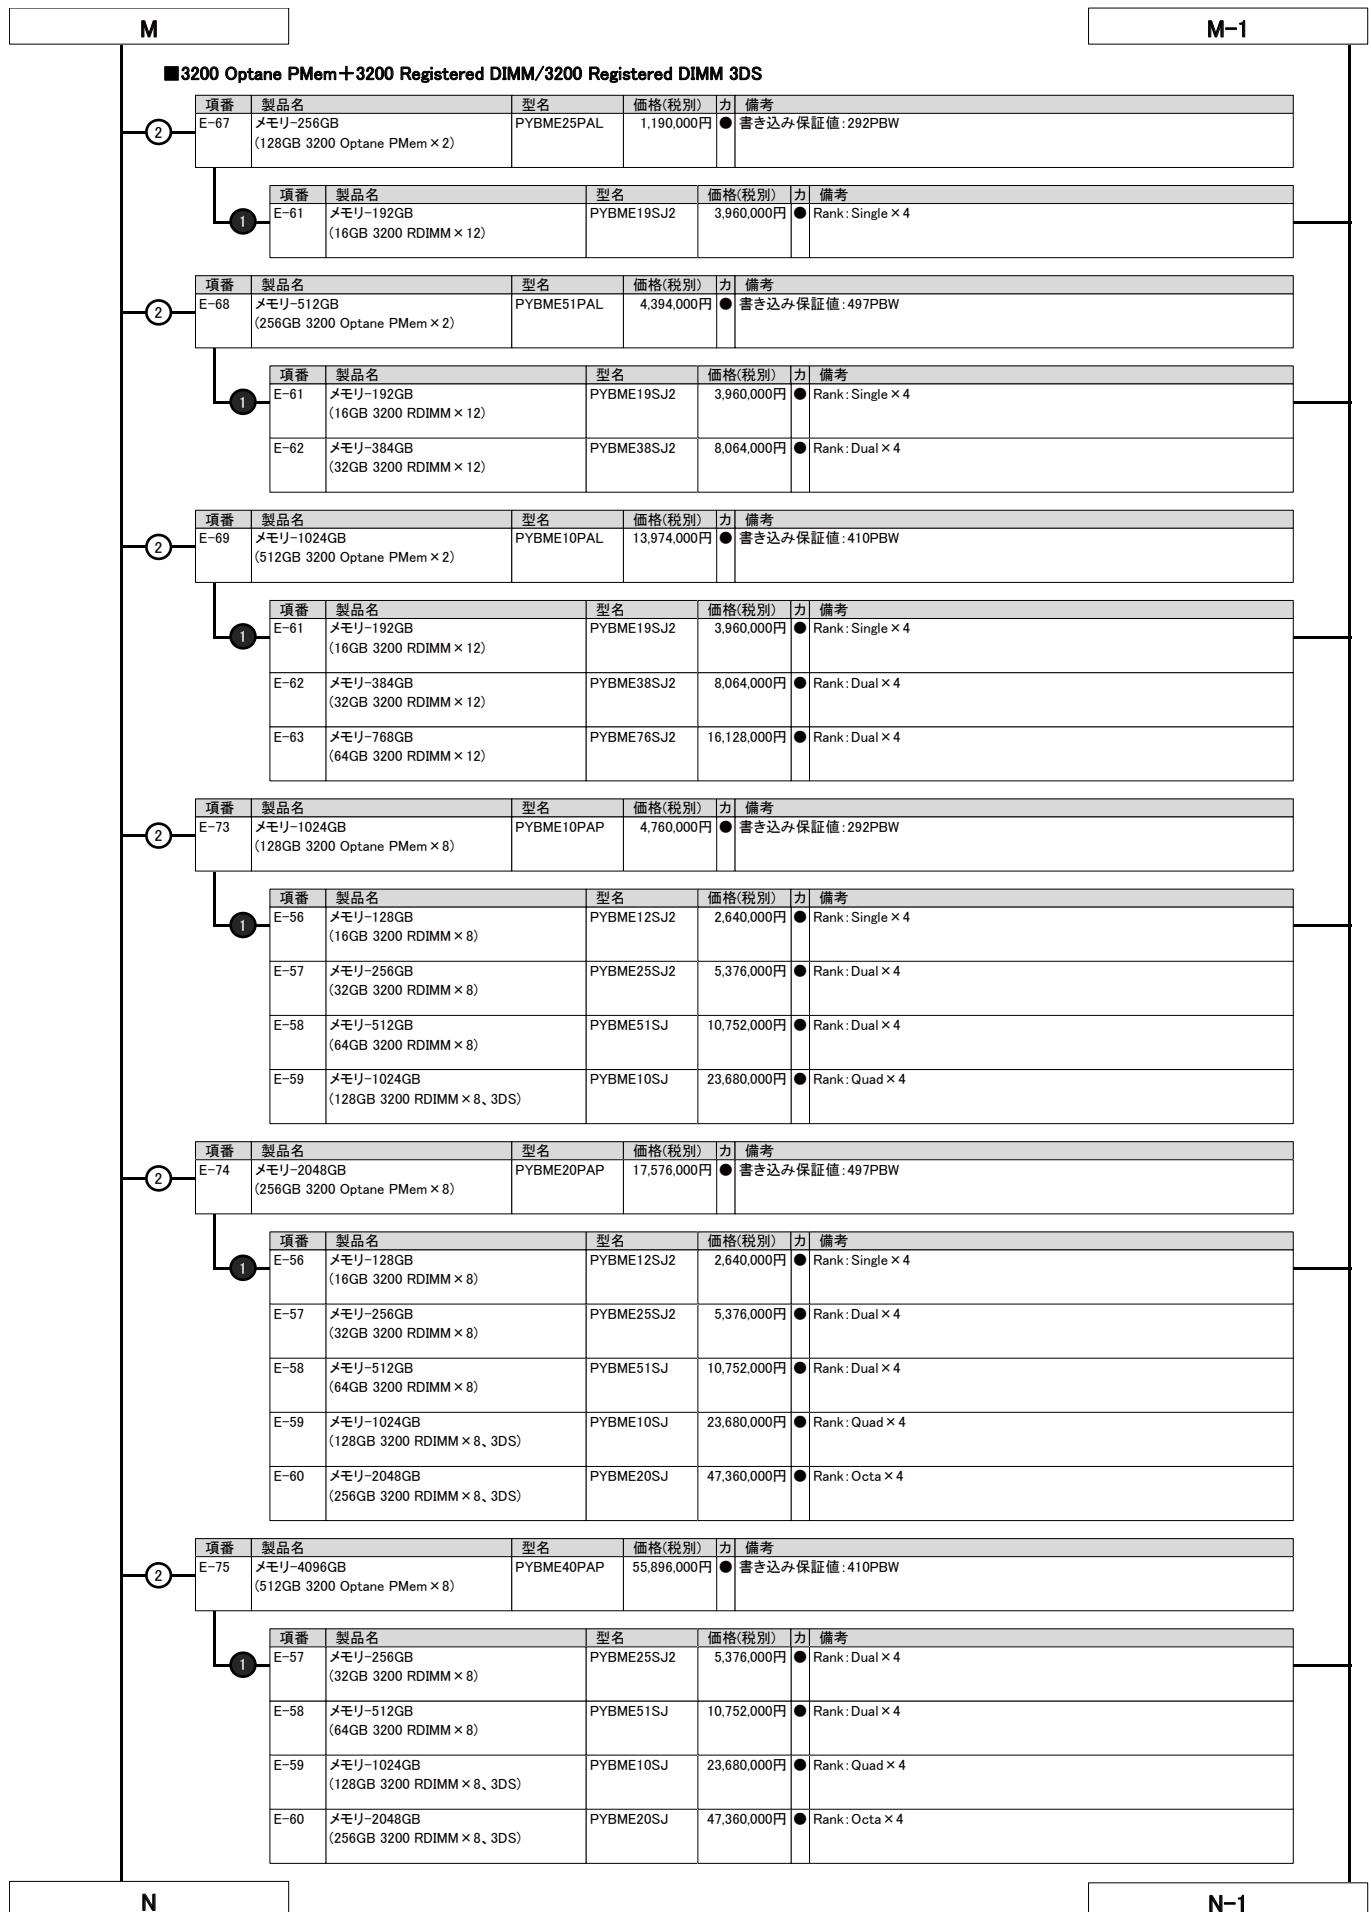 M
M-1
■3200 Optane PMem+3200 Registered DIMM/3200 Registered DIMM 3DS
項番 製品名 型名 価格(税別) カ 備考
2 E-67 メモリ-256GB PYBME25PAL 1,190,000円 ● 書き込み保証値:292PBW
(128GB 3200 Optane PMem×2)
項番 製品名 型名 価格(税別) カ 備考
1 E-61 メモリ-192GB PYBME19SJ2 3,960,000円 ● Rank:Single×4
(16GB 3200 RDIMM×12)
項番 製品名 型名 価格(税別) カ 備考
2 E-68 メモリ-512GB PYBME51PAL 4,394,000円 ● 書き込み保証値:497PBW
(256GB 3200 Optane PMem×2)
項番 製品名 型名 価格(税別) カ 備考
1 E-61 メモリ-192GB PYBME19SJ2 3,960,000円 ● Rank:Single×4
(16GB 3200 RDIMM×12)
E-62 メモリ-384GB PYBME38SJ2 8,064,000円 ● Rank:Dual×4
(32GB 3200 RDIMM×12)
項番 製品名 型名 価格(税別) カ 備考
2 E-69 メモリ-1024GB PYBME10PAL 13,974,000円 ● 書き込み保証値:410PBW
(512GB 3200 Optane PMem×2)
項番 製品名 型名 価格(税別) カ 備考
1 E-61 メモリ-192GB PYBME19SJ2 3,960,000円 ● Rank:Single×4
(16GB 3200 RDIMM×12)
E-62 メモリ-384GB PYBME38SJ2 8,064,000円 ● Rank:Dual×4
(32GB 3200 RDIMM×12)
E-63 メモリ-768GB PYBME76SJ2 16,128,000円 ● Rank:Dual×4
(64GB 3200 RDIMM×12)
項番 製品名 型名 価格(税別) カ 備考
2 E-73 メモリ-1024GB PYBME10PAP 4,760,000円 ● 書き込み保証値:292PBW
(128GB 3200 Optane PMem×8)
項番 製品名 型名 価格(税別) カ 備考
1 E-56 メモリ-128GB PYBME12SJ2 2,640,000円 ● Rank:Single×4
(16GB 3200 RDIMM×8)
E-57 メモリ-256GB PYBME25SJ2 5,376,000円 ● Rank:Dual×4
(32GB 3200 RDIMM×8)
E-58 メモリ-512GB PYBME51SJ 10,752,000円 ● Rank:Dual×4
(64GB 3200 RDIMM×8)
E-59 メモリ-1024GB PYBME10SJ 23,680,000円 ● Rank:Quad×4
(128GB 3200 RDIMM×8、3DS)
項番 製品名 型名 価格(税別) カ 備考
2 E-74 メモリ-2048GB PYBME20PAP 17,576,000円 ● 書き込み保証値:497PBW
(256GB 3200 Optane PMem×8)
項番 製品名 型名 価格(税別) カ 備考
1 E-56 メモリ-128GB PYBME12SJ2 2,640,000円 ● Rank:Single×4
(16GB 3200 RDIMM×8)
E-57 メモリ-256GB PYBME25SJ2 5,376,000円 ● Rank:Dual×4
(32GB 3200 RDIMM×8)
E-58 メモリ-512GB PYBME51SJ 10,752,000円 ● Rank:Dual×4
(64GB 3200 RDIMM×8)
E-59 メモリ-1024GB PYBME10SJ 23,680,000円 ● Rank:Quad×4
(128GB 3200 RDIMM×8、3DS)
E-60 メモリ-2048GB PYBME20SJ 47,360,000円 ● Rank:Octa×4
(256GB 3200 RDIMM×8、3DS)
項番 製品名 型名 価格(税別) カ 備考
2 E-75 メモリ-4096GB PYBME40PAP 55,896,000円 ● 書き込み保証値:410PBW
(512GB 3200 Optane PMem×8)
項番 製品名 型名 価格(税別) カ 備考
1 E-57 メモリ-256GB PYBME25SJ2 5,376,000円 ● Rank:Dual×4
(32GB 3200 RDIMM×8)
E-58 メモリ-512GB PYBME51SJ 10,752,000円 ● Rank:Dual×4
(64GB 3200 RDIMM×8)
E-59 メモリ-1024GB PYBME10SJ 23,680,000円 ● Rank:Quad×4
(128GB 3200 RDIMM×8、3DS)
E-60 メモリ-2048GB PYBME20SJ 47,360,000円 ● Rank:Octa×4
(256GB 3200 RDIMM×8、3DS)
N
N-1